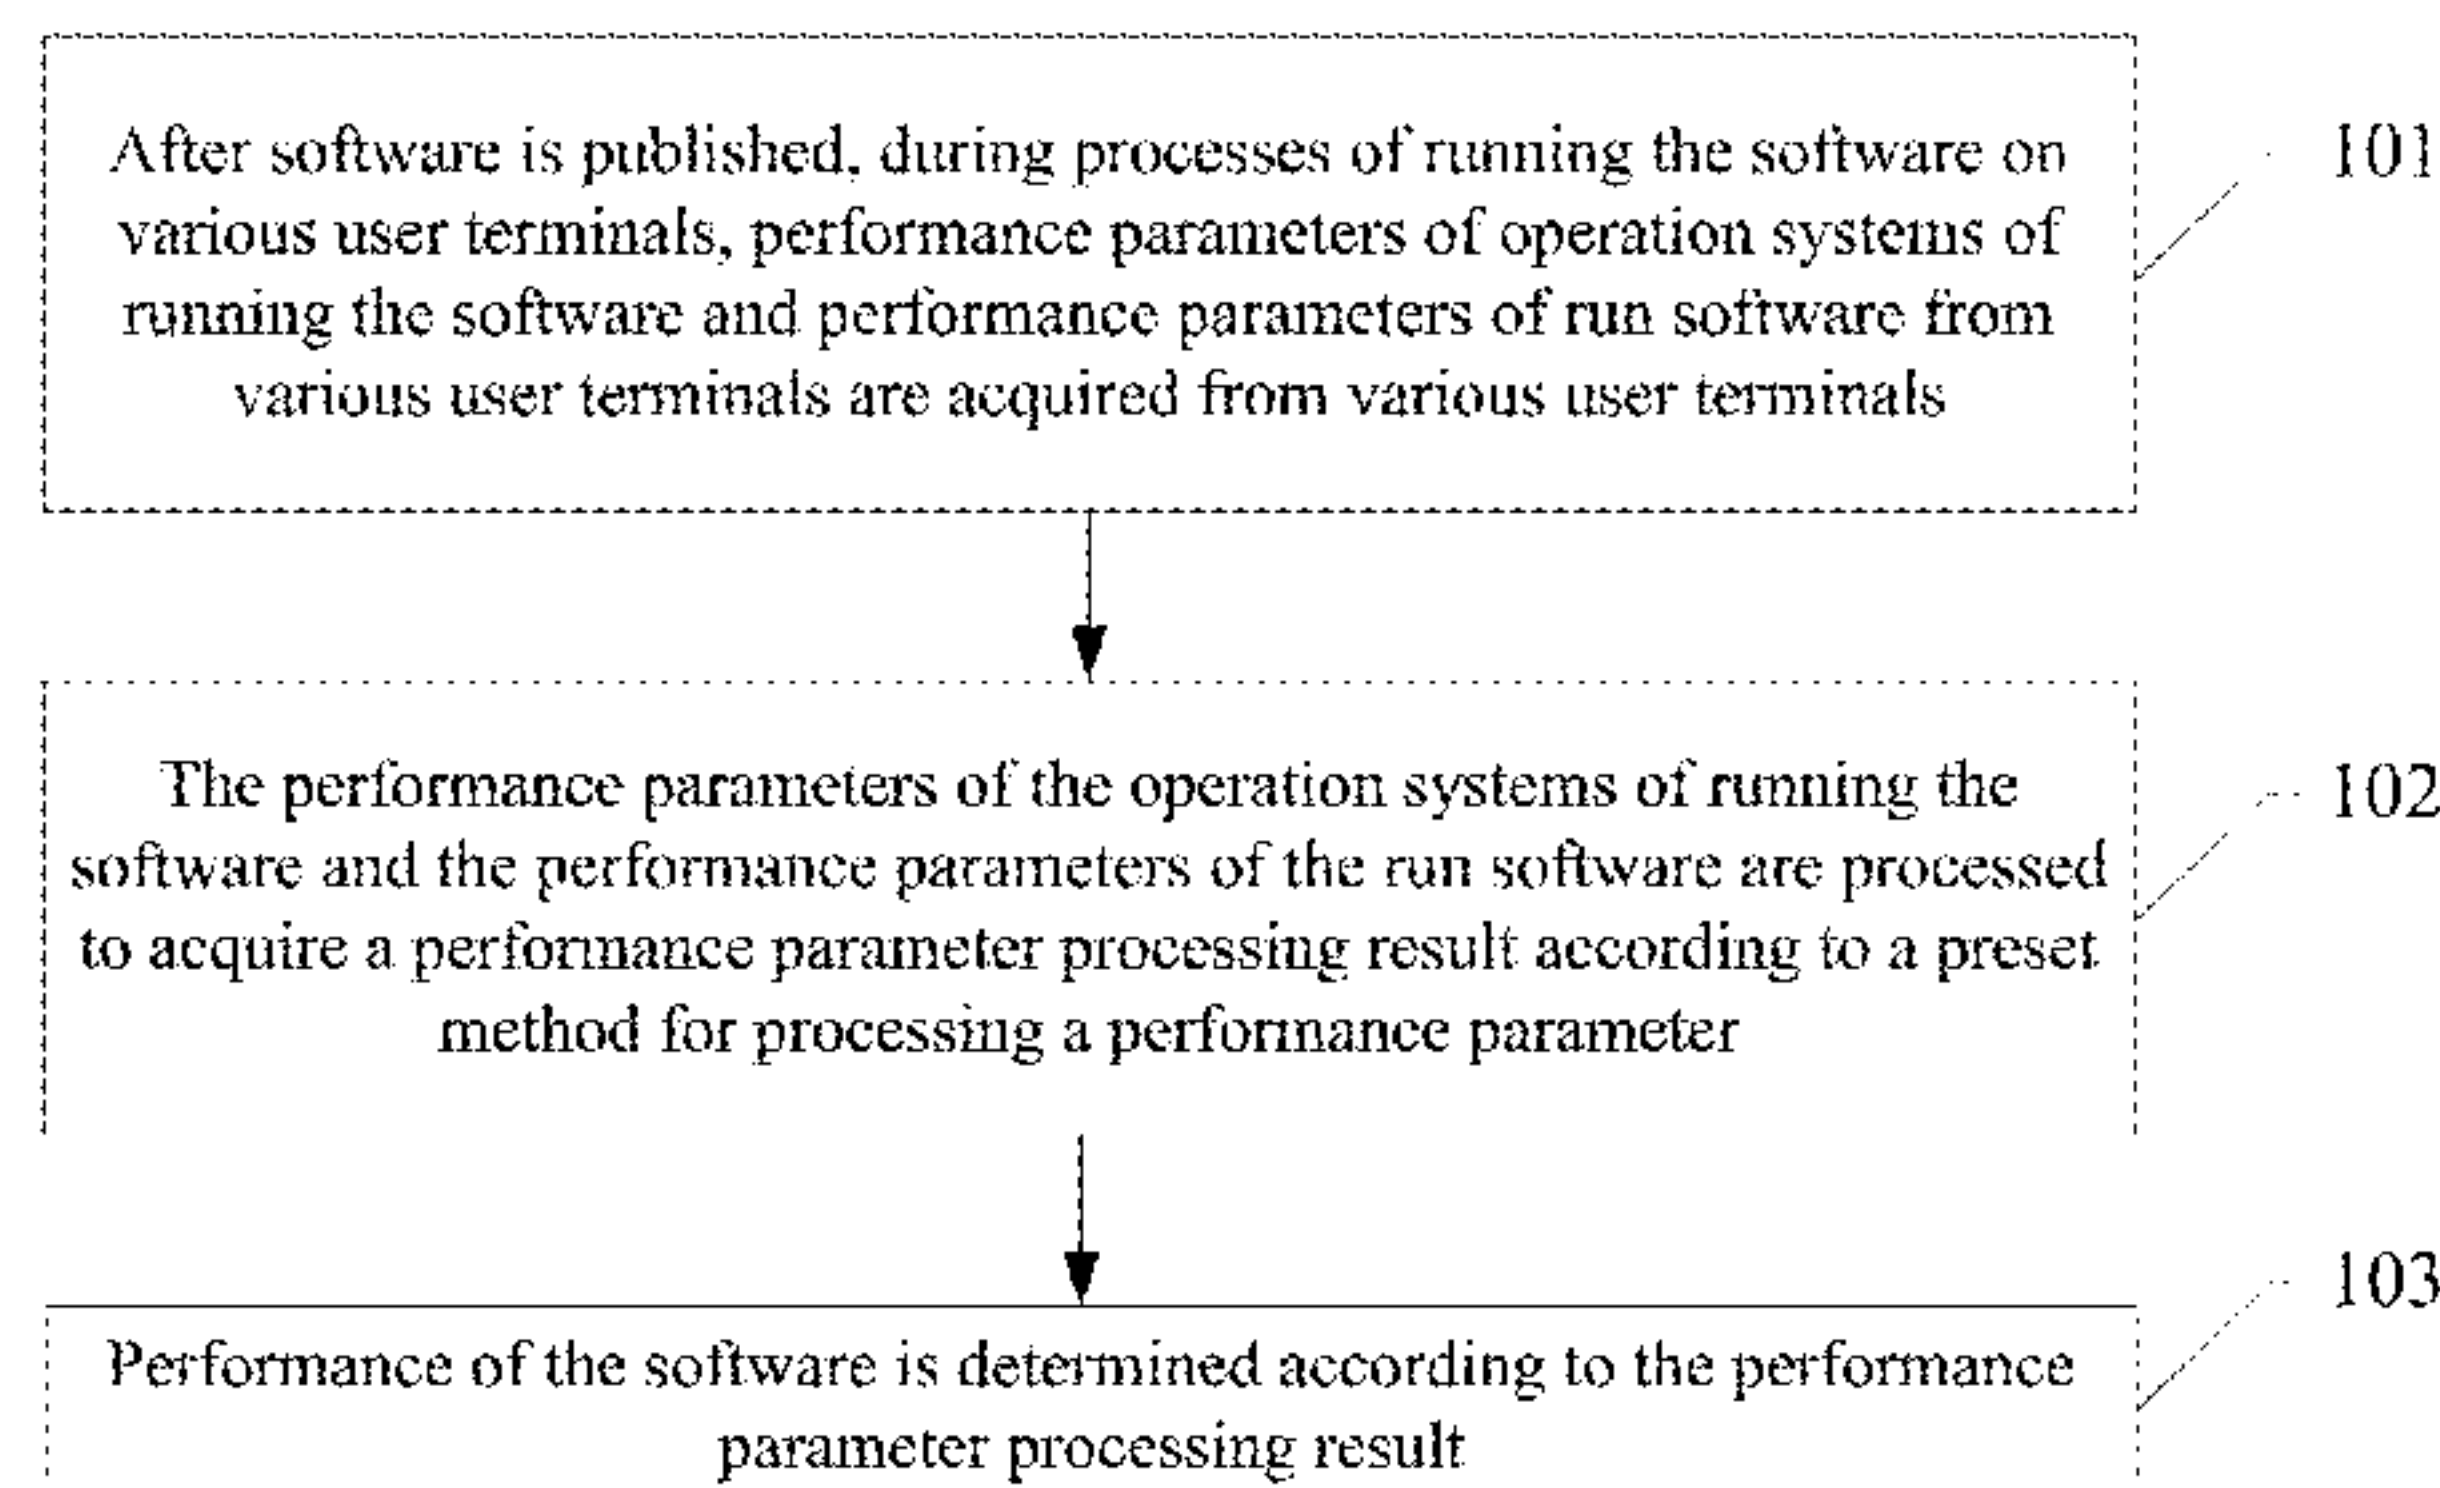 After software is published, during processes of running the software on
various user terminals, performance parameters of operation systems of
running the software and performance parameters of run software from
various user terminals are acquired from various user terminals
101
The performance parameters of the operation systems of running the
software and the performance parameters of the run software are processed
to acquire a performance parameter processing result according to a preset
method for processing a performance parameter
102
Performance of the software is determined according to the performance
parameter processing result
103